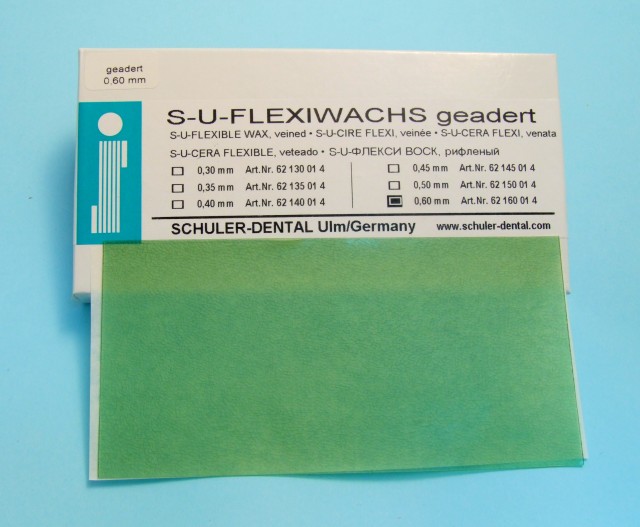 geadert
0,60 mm
S-U-FLEXIWACHS geadert
S-U-FLEXIBLE WAX, veined • S-U-CIRE FLEXI, veinée • S-U-CERA FLEXI, venata
S-U-CERA FLEXIBLE, veteado • S-U-ФЛЕКСИ ВОСК, рифленый
0,30 mm Art.Nr. 62 130 01 4
0,35 mm Art.Nr. 62 135 01 4
0,40 mm Art.Nr. 62 140 01 4
0,45 mm Art.Nr. 62 145 01 4
0,50 mm Art.Nr. 62 150 01 4
0,60 mm Art.Nr. 62 160 01 4
SCHULER-DENTAL Ulm/Germany www.schuler-dental.com